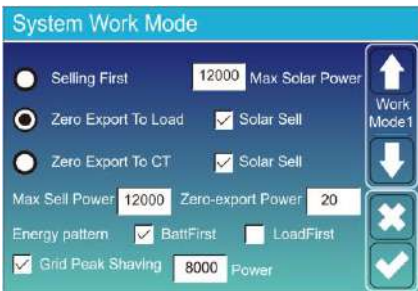 System Work Mode
Selling First 12000 Max Solar Power
Work
Mode1
Zero Export To Load Solar Sell
Zero Export To CT Solar Sell
Max Sell Power 12000 Zero-export Power 20
Energy pattern BattFirst LoadFirst
Grid Peak Shaving 8000 Power